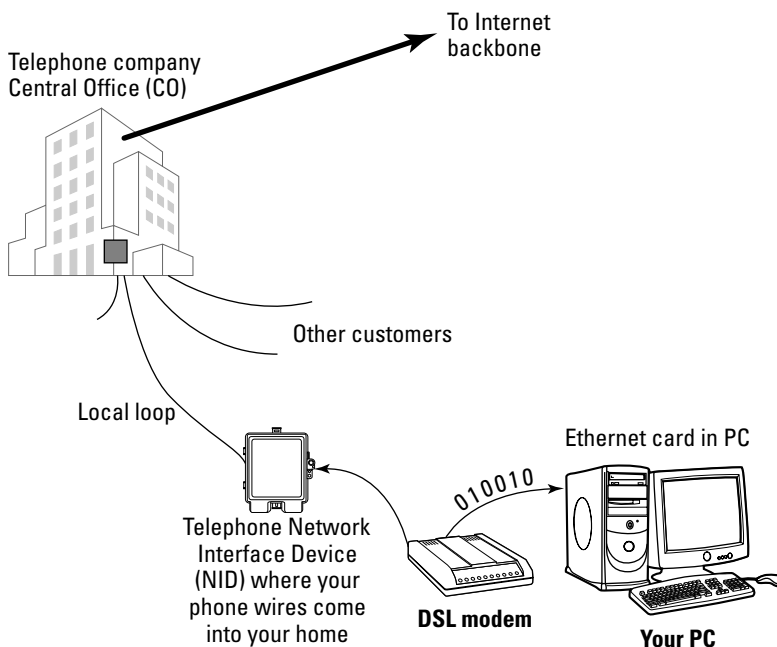 To Internet
backbone
Telephone company
Central Office (CO)
Other customers
Local loop
Ethernet card in PC
010010
Telephone Network
Interface Device
(NID) where your
phone wires come
into your home
DSL modem
Your PC